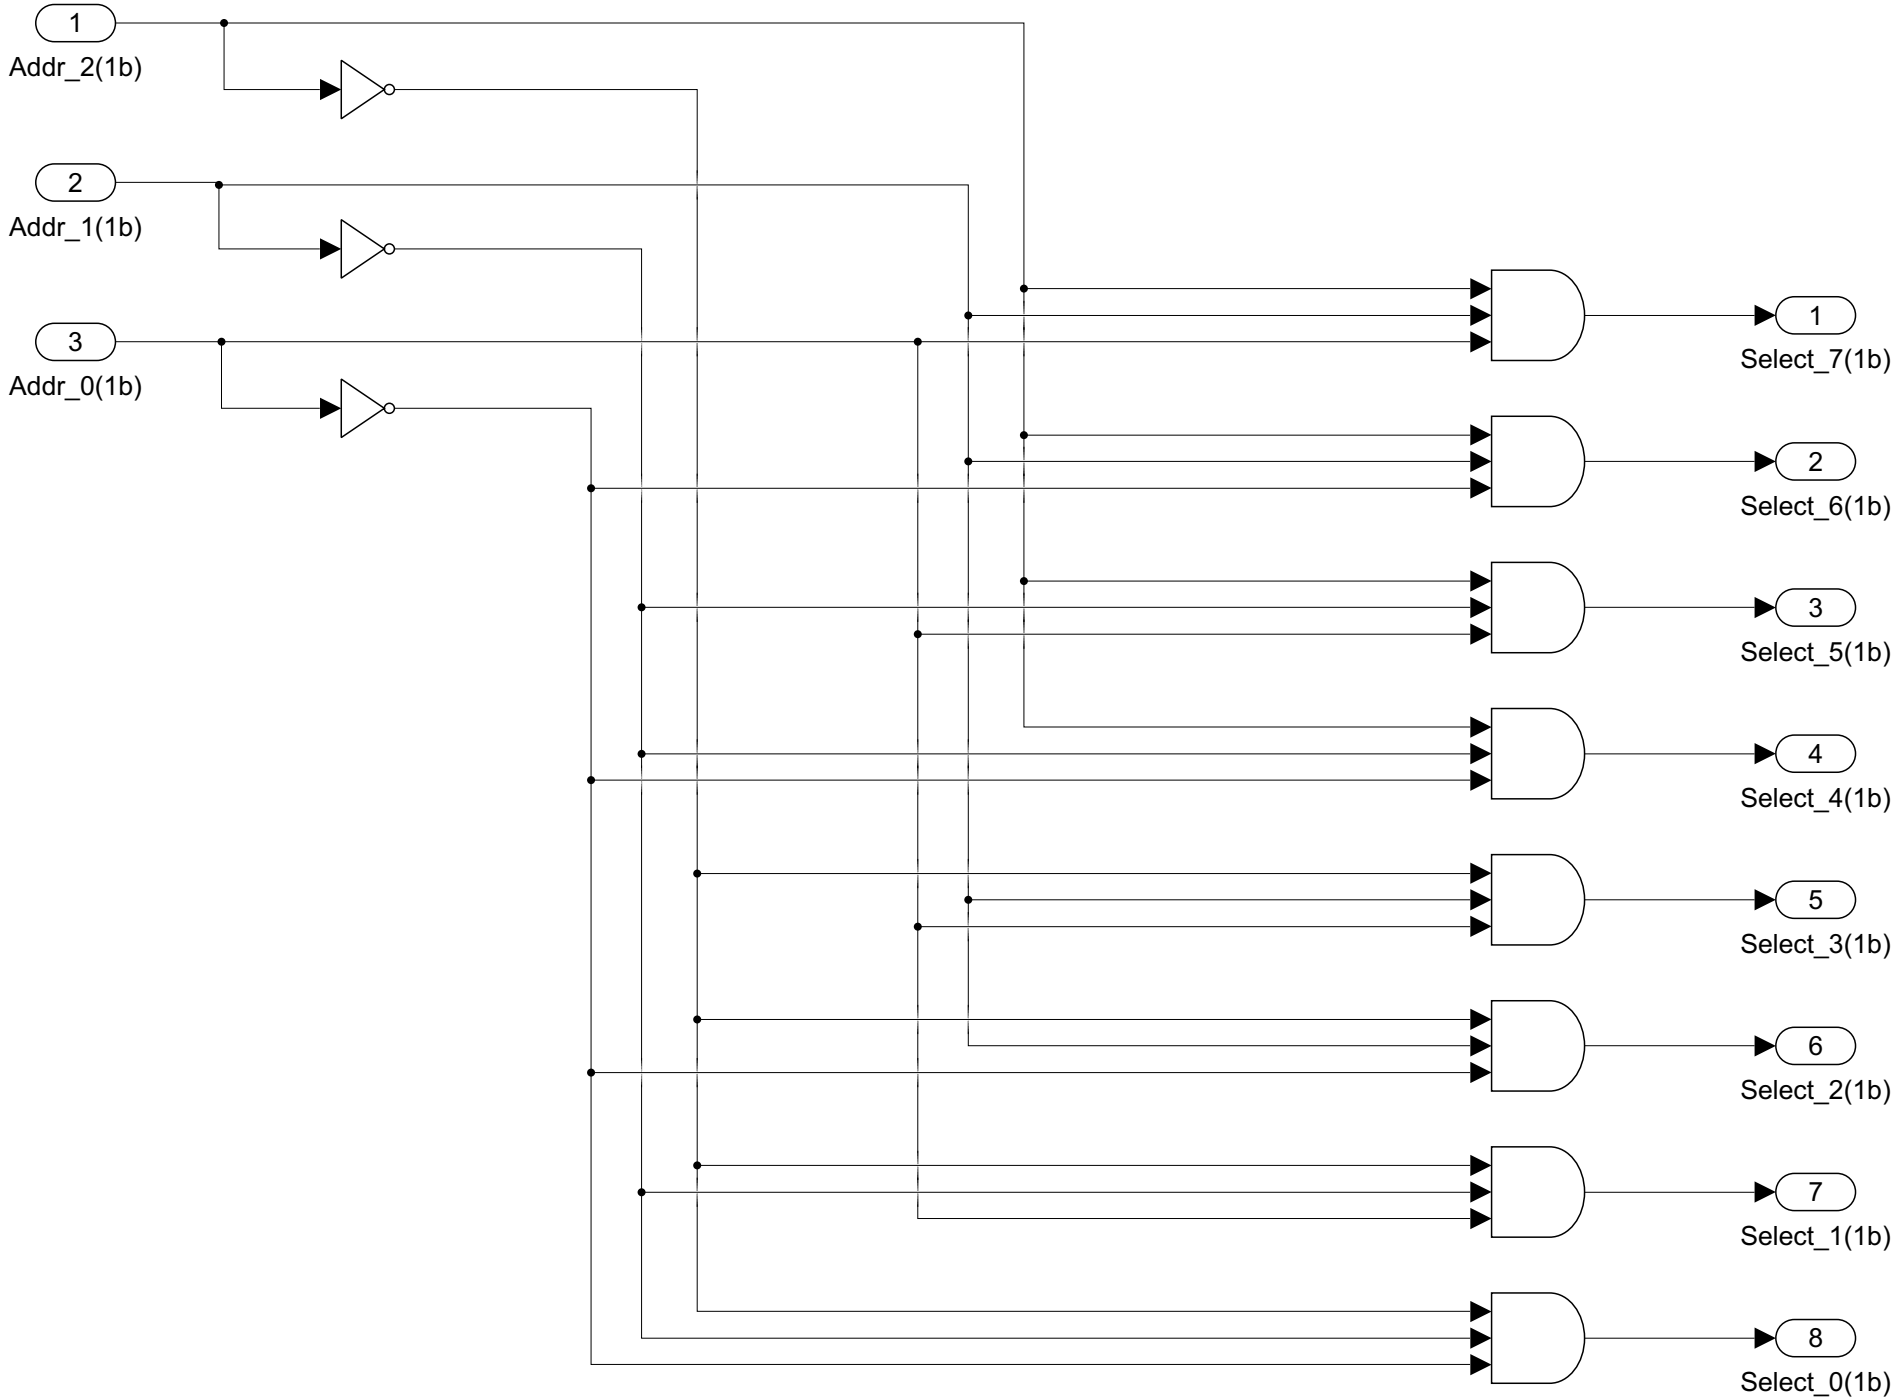 1
Addr_2(1b)
2
Addr_1(1b)
3
Addr_0(1b)
1
Select_7(1b)
2
Select_6(1b)
3
Select_5(1b)
4
Select_4(1b)
5
Select_3(1b)
6
Select_2(1b)
7
Select_1(1b)
8
Select_0(1b)